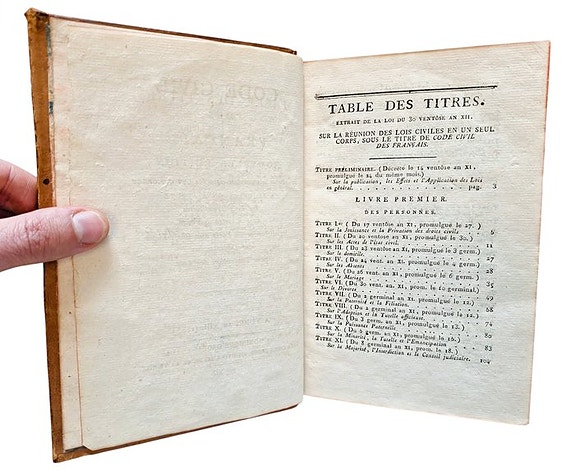 TABLE DES TITRES.
EXTRAIT DE LA LOI DU 30 VENTÔSE AN XII,
SUR LA RÉUNION DES LOIS CIVILES EN UN SEUL
CORPS, SOUS LE TITRE DE CODE CIVIL
DES FRANÇAIS.
TITRE PRÉLIMINAIRE. (Décrété le 14 ventôse an XI,
promulgué le 24 du même mois.)
Sur la publication, les Effets et l'Application des Lois
en général. . . . . . . . . . . . . . . pag. 3
LIVRE PREMIER.
DES PERSONNES.
TITRE I.er (Du 17 ventôse an XI, promulgué le 27.)
Sur la Jouissance et la Privation des droits civils . . 6
TITRE II. (Du 20 ventôse an XI, promulgué le 30.)
Sur les Actes de l'état civil. . . . . . . . 11
TITRE III. (Du 23 ventôse an XI, promulgué le 3 germ.)
Sur le domicile. . . . . . . . . 27
TITRE IV. (Du 24 vent. an XI, promulgué le 4 germ.)
Sur les Absents . . . . . . . . . 28
TITRE V. (Du 26 vent. an XI, promulgué le 6 germ.)
Sur le Mariage . . . . . . . . . 35
TITRE VI. (Du 30 vent. an XI, prom. le 10 germinal.)
Sur le Divorce . . . . . . . . . 49
TITRE VII. (Du 2 germinal an XI, promulgué le 12.)
Sur la Paternité et la Filiation. . . . . . 68
TITRE VIII. (Du 2 germinal an XI, promulgué le 12.)
Sur l'Adoption et la Tutelle officieuse. . . . 74
TITRE IX. (Du 3 germ. an XI, promulgué le 13.)
Sur la Puissance Paternelle. . . . . . 80
TITRE X. (Du 5 germ. an XI, promulgué le 15.)
Sur la Minorité, la Tutelle et l'Émancipation . . 83
TITRE XI. (Du 8 germinal an XI, prom. le 18.)
Sur la Majorité, l'Interdiction et le Conseil judiciaire. 104